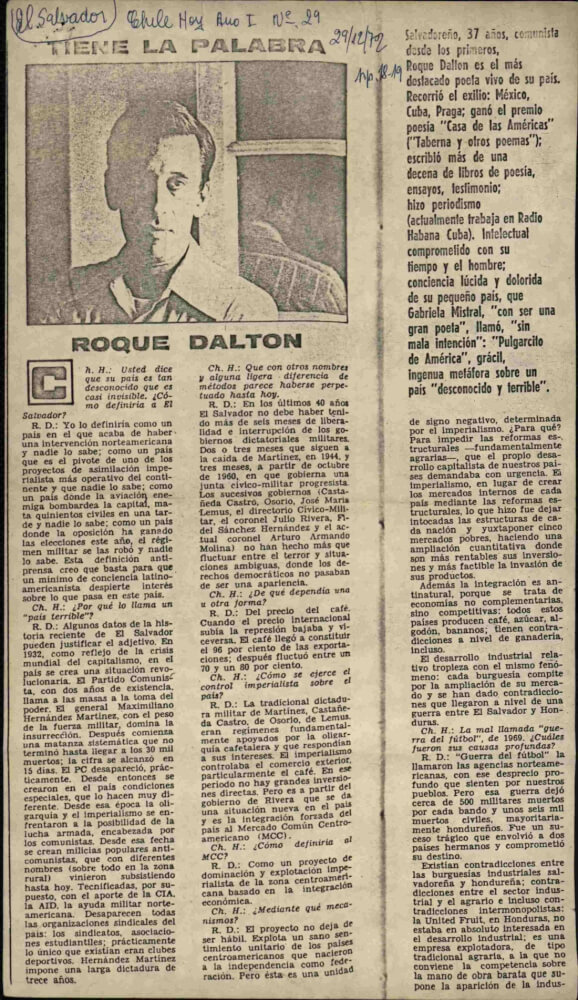 El Salvador
Chile Hoy Año I Nº 29
29/12/72
pp. 18-19
TIENE LA PALABRA
ROQUE DALTON
Salvadoreño, 37 años, comunista
desde los primeros,
Roque Dalton es el más
destacado poeta vivo de su país.
Recorrió el exilio: México,
Cuba, Praga; ganó el premio
poesía "Casa de las Américas"
("Taberna y otros poemas");
escribió más de una
decena de libros de poesía,
ensayos, testimonio;
hizo periodismo
(actualmente trabaja en Radio
Habana Cuba). Intelectual
comprometido con su
tiempo y el hombre;
conciencia lúcida y dolorida
de su pequeño país, que
Gabriela Mistral, "con ser una
gran poeta", llamó, "sin
mala intención": "Pulgarcito
de América", grácil,
ingenua metáfora sobre un
país "desconocido y terrible".
Ch. H.: Usted dice
que su país es tan
desconocido que es
casi invisible. ¿Có-
mo definiría a El
Salvador?
R. D.: Yo lo definiría como un
país en el que acaba de haber
una intervención norteamericana
y nadie lo sabe; como un país
que es el pivote de uno de los
proyectos de asimilación impe-
rialista más operativo del conti-
nente y que nadie lo sabe; como
un país donde la aviación ene-
miga bombardea la capital, ma-
ta quinientos civiles en una tar-
de y nadie lo sabe; como un país
donde la oposición ha ganado
las elecciones este año, el régi-
men militar se las robó y nadie
lo sabe. Esta definición anti-
prensa creo que basta para que
un mínimo de conciencia latino-
americanista despierte interés
sobre lo que pasa en este país.
Ch. H.: ¿Por qué lo llama un
"país terrible"?
R. D.: Algunos datos de la his-
toria reciente de El Salvador
pueden justificar el adjetivo. En
1932, como reflejo de la crisis
mundial del capitalismo, en el
país se crea una situación revo-
lucionaria. El Partido Comunis-
ta, con dos años de existencia,
llama a las masas a la toma del
poder. El general Maximiliano
Hernández Martínez, con el peso
de la fuerza militar, domina la
insurrección. Después comienza
una matanza sistemática que no
terminó hasta llegar a los 30 mil
muertos; la cifra se alcanzó en
15 días. El PC desapareció, prác-
ticamente. Desde entonces se
crearon en el país condiciones
especiales, que lo hacen muy di-
ferente. Desde esa época la oli-
garquía y el imperialismo se en-
frentaron a la posibilidad de la
lucha armada, encabezada por
los comunistas. Desde esa fecha
se crean milicias populares anti-
comunistas, que con diferentes
nombres (sobre todo en la zona
rural) vinieron subsistiendo
hasta hoy. Tecnificadas, por su-
puesto, con el aporte de la CIA,
la AID, la ayuda militar norte-
americana. Desaparecen todas
las organizaciones sindicales del
país: los sindicatos, asociacio-
nes estudiantiles; prácticamente
lo único que existían eran clubes
deportivos. Hernández Martínez
impone una larga dictadura de
trece años.
Ch. H.: Que con otros nombres
y alguna ligera diferencia de
métodos parece haberse perpe-
tuado hasta hoy.
R. D.: En los últimos 40 años
El Salvador no debe haber teni-
do más de seis meses de libera-
lidad e interrupción de los go-
biernos dictatoriales militares.
Dos o tres meses que siguen a
la caída de Martínez, en 1944, y
tres meses, a partir de octubre
de 1960, en que gobierna una
junta cívico-militar progresista.
Los sucesivos gobiernos (Casta-
ñeda Castro, Osorio, José María
Lemus, el directorio Cívico-Mili-
tar, el coronel Julio Rivera, Fi-
del Sánchez Hernández y el ac-
tual coronel Arturo Armando
Molina) no han hecho más que
fluctuar entre el terror y situa-
ciones ambiguas, donde los de-
rechos democráticos no pasaban
de ser una apariencia.
Ch. H.: ¿De qué dependía una
u otra forma?
R. D.: Del precio del café.
Cuando el precio internacional
subía la represión bajaba y vi-
ceversa. El café llegó a constituir
el 96 por ciento de las exporta-
ciones; después fluctuó entre un
70 y un 80 por ciento.
Ch. H.: ¿Cómo se ejerce el
control imperialista sobre el
país?
R. D.: La tradicional dictadu-
ra militar de Martínez, Castañe-
da Castro, de Osorio, de Lemus,
eran regímenes fundamental-
mente apoyados por la oligar-
quía cafetalera y que respondían
a sus intereses. El imperialismo
controlaba el comercio exterior,
particularmente el café. En ese
período no hay grandes inversio-
nes directas. Pero es a partir del
gobierno de Rivera que se da
una situación nueva en el país
y es la integración forzada del
país al Mercado Común Centro-
americano (MCC).
Ch. H.: ¿Cómo definiría al
MCC?
R. D.: Como un proyecto de
dominación y explotación impe-
rialista de la zona centroameri-
cana basado en la integración
económica.
Ch. H.: ¿Mediante qué meca-
nismos?
R. D.: El proyecto no deja de
ser hábil. Explota un sano sen-
timiento unitario de los países
centroamericanos que nacieron
a la independencia como fede-
ración. Pero ésta es una unidad
de signo negativo, determinada
por el imperialismo. ¿Para qué?
Para impedir las reformas es-
tructurales —fundamentalmente
agrarias—, que el propio desa-
rrollo capitalista de nuestros paí-
ses demandaba con urgencia. El
imperialismo, en lugar de crear
los mercados internos de cada
país mediante las reformas es-
tructurales, lo que hizo fue dejar
intocadas las estructuras de ca-
da nación y yuxtaponer cinco
mercados pobres, haciendo una
ampliación cuantitativa donde
son más rentables sus inversio-
nes y más factible la invasión de
sus productos.
Además la integración es an-
tinatural, porque se trata de
economías no complementarias,
sino competitivas: todos estos
países producen café, azúcar, al-
godón, bananos; tienen contra-
dicciones a nivel de ganadería,
incluso.
El desarrollo industrial rela-
tivo tropieza con el mismo fenó-
meno: cada burguesía compite
por la ampliación de su merca-
do y se han dado contradiccio-
nes que llegaron a nivel de una
guerra entre El Salvador y Hon-
duras.
Ch. H.: La mal llamada "gue-
rra del fútbol", de 1969, ¿Cuáles
fueron sus causas profundas?
R. D.: "Guerra del fútbol" la
llamaron las agencias norteame-
ricanas, con ese desprecio pro-
fundo que sienten por nuestros
pueblos. Pero esa guerra dejó
cerca de 500 militares muertos
por cada bando y unos seis mil
muertos civiles, mayoritaria-
mente hondureños. Fue un su-
ceso trágico que envolvió a dos
países hermanos y comprometió
su destino.
Existían contradicciones entre
las burguesías industriales sal-
vadoreña y hondureña; contra-
dicciones entre el sector indus-
trial y el agrario e incluso con-
tradicciones intermonopolistas:
la United Fruit, en Honduras, no
estaba en absoluto interesada en
el desarrollo industrial; es una
empresa explotadora, de tipo
tradicional agraria, a la que no
conviene la competencia sobre
la mano de obra barata que su-
pone la aparición de la indus-